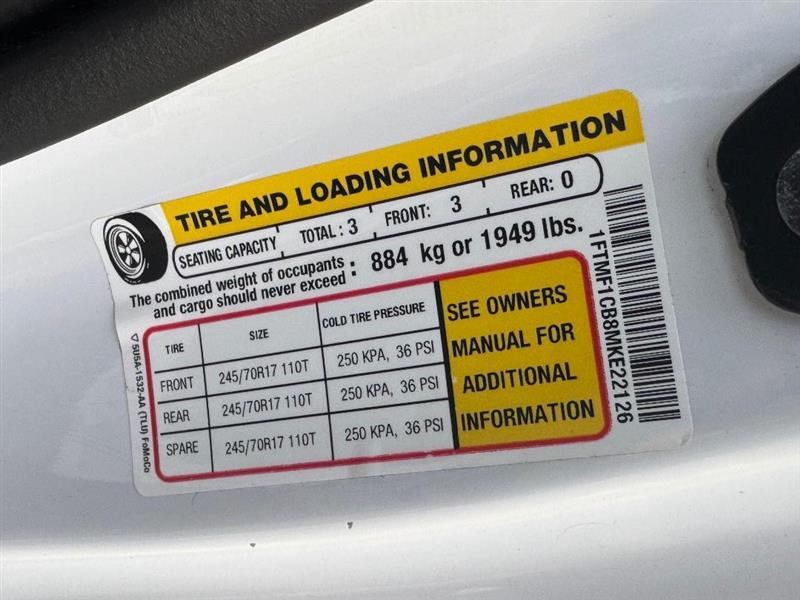 TIRE AND LOADING INFORMATION
SEATING CAPACITY TOTAL: 3 FRONT: 3 REAR: 0
The combined weight of occupants and cargo should never exceed : 884 kg or 1949 lbs.
TIRE SIZE COLD TIRE PRESSURE
FRONT 245/70R17 110T 250 KPA, 36 PSI
REAR 245/70R17 110T 250 KPA, 36 PSI
SPARE 245/70R17 110T 250 KPA, 36 PSI
SEE OWNERS
MANUAL FOR
ADDITIONAL
INFORMATION
1FTMF1CB8MKE22126
5U5A-1532-AA (TLU) FoMoCo